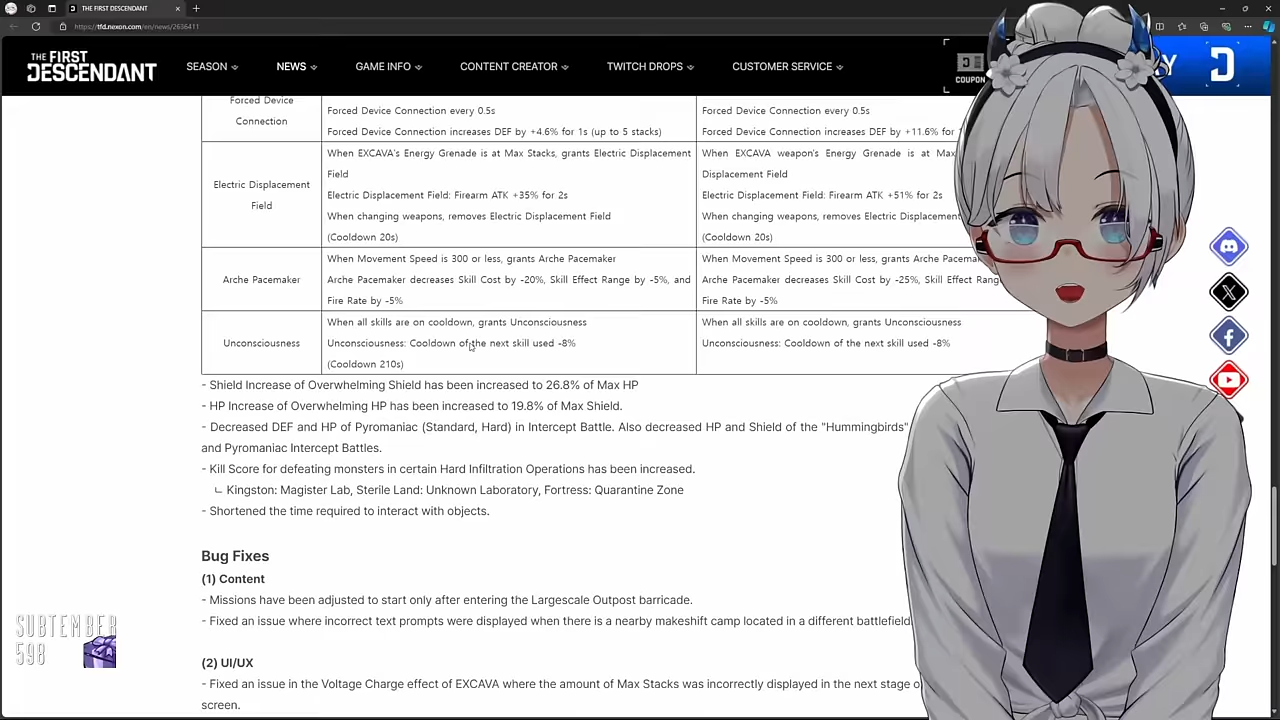 THE FIRST DESCENDANT
https://tfd.nexon.com/en/news/2636411
THE FIRST
DESCENDANT
SEASON
NEWS
GAME INFO
CONTENT CREATOR
TWITCH DROPS
CUSTOMER SERVICE
COUPON
Forced Device
Connection
Forced Device Connection every 0.5s
Forced Device Connection increases DEF by +4.6% for 1s (up to 5 stacks)
Forced Device Connection every 0.5s
Forced Device Connection increases DEF by +11.6% for
Electric Displacement
Field
When EXCAVA's Energy Grenade is at Max Stacks, grants Electric Displacement
Field
Electric Displacement Field: Firearm ATK +35% for 2s
When changing weapons, removes Electric Displacement Field
(Cooldown 20s)
When EXCAVA weapon's Energy Grenade is at Max
Displacement Field
Electric Displacement Field: Firearm ATK +51% for 2s
When changing weapons, removes Electric Displacement
(Cooldown 20s)
Arche Pacemaker
When Movement Speed is 300 or less, grants Arche Pacemaker
Arche Pacemaker decreases Skill Cost by -20%, Skill Effect Range by -5%, and
Fire Rate by -5%
When Movement Speed is 300 or less, grants Arche
Arche Pacemaker decreases Skill Cost by -25%, Skill Effect
Fire Rate by -5%
Unconsciousness
When all skills are on cooldown, grants Unconsciousness
Unconsciousness: Cooldown of the next skill used -8%
(Cooldown 210s)
When all skills are on cooldown, grants Unconsciousness
Unconsciousness: Cooldown of the next skill used -8%
- Shield Increase of Overwhelming Shield has been increased to 26.8% of Max HP
- HP Increase of Overwhelming HP has been increased to 19.8% of Max Shield.
- Decreased DEF and HP of Pyromaniac (Standard, Hard) in Intercept Battle. Also decreased HP and Shield of the "Hummingbirds"
and Pyromaniac Intercept Battles.
- Kill Score for defeating monsters in certain Hard Infiltration Operations has been increased.
ㄴ Kingston: Magister Lab, Sterile Land: Unknown Laboratory, Fortress: Quarantine Zone
- Shortened the time required to interact with objects.
Bug Fixes
(1) Content
- Missions have been adjusted to start only after entering the Largescale Outpost barricade.
- Fixed an issue where incorrect text prompts were displayed when there is a nearby makeshift camp located in a different battlefield.
(2) UI/UX
- Fixed an issue in the Voltage Charge effect of EXCAVA where the amount of Max Stacks was incorrectly displayed in the next stage
screen.
SUBTEMBER
598